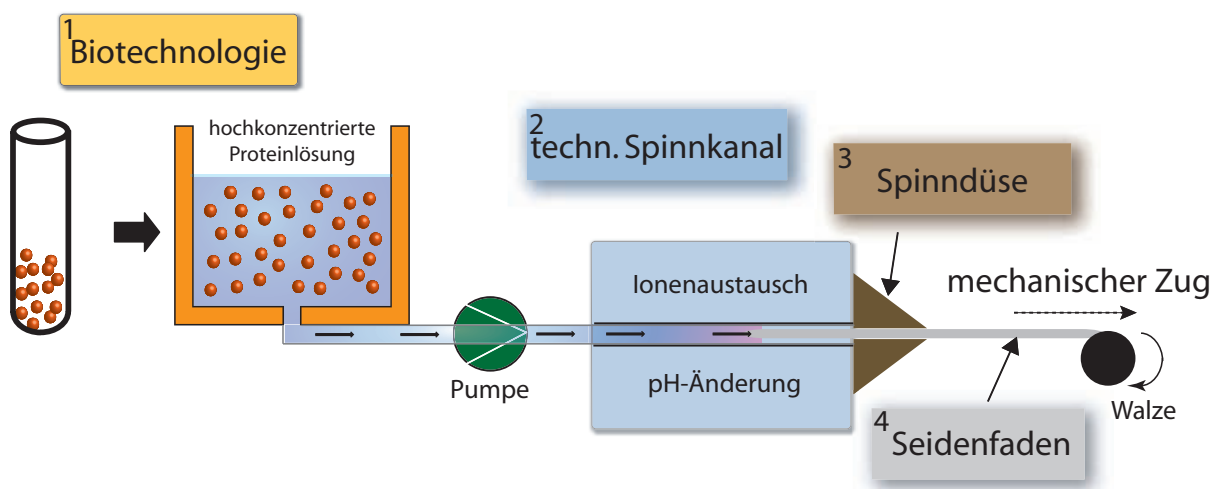 1
Biotechnologie
hochkonzentrierte
Proteinlösung
2
techn. Spinnkanal
3
Spinndüse
Ionenaustausch
mechanischer Zug
pH-Änderung
Pumpe
Walze
4
Seidenfaden